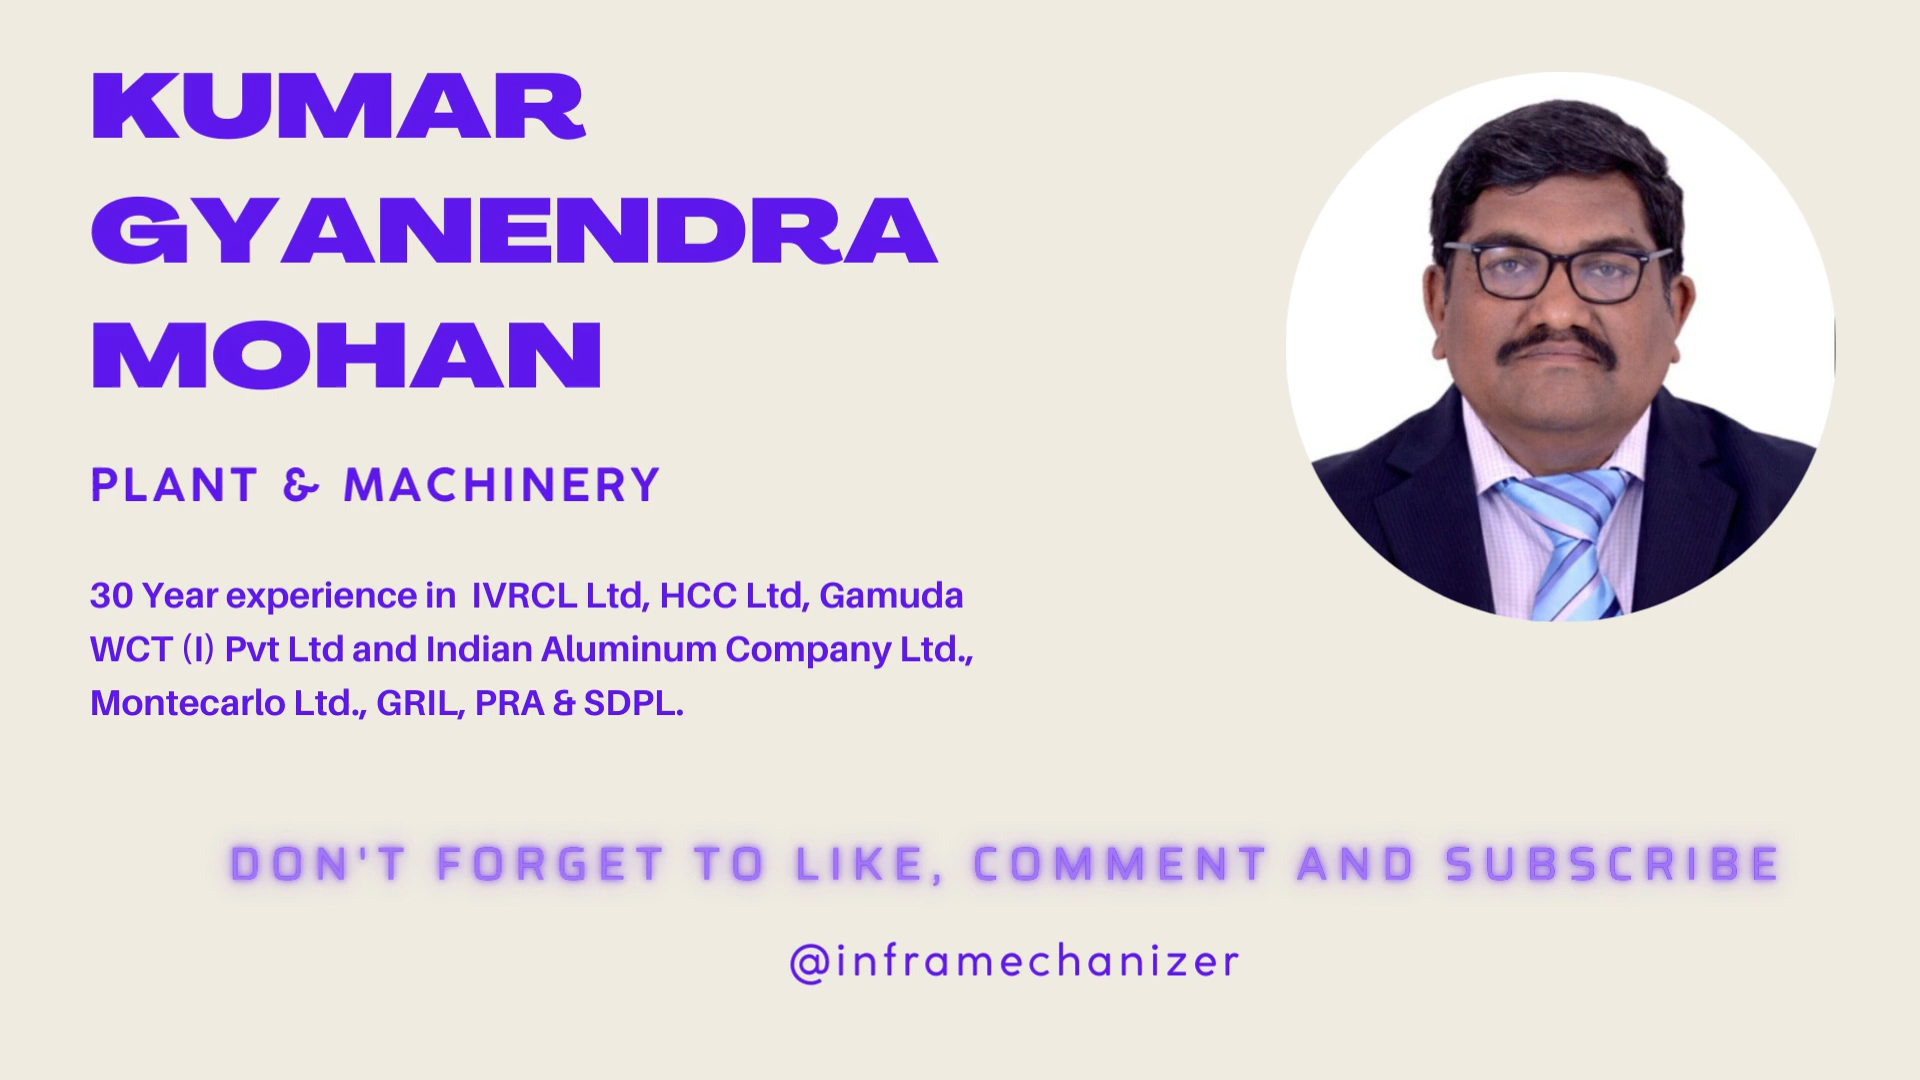 KUMAR
GYANENDRA
MOHAN
PLANT & MACHINERY
30 Year experience in IVRCL Ltd, HCC Ltd, Gamuda
WCT (I) Pvt Ltd and Indian Aluminum Company Ltd.,
Montecarlo Ltd., GRIL, PRA & SDPL.
DON'T FORGET TO LIKE, COMMENT AND SUBSCRIBE
@inframechanizer